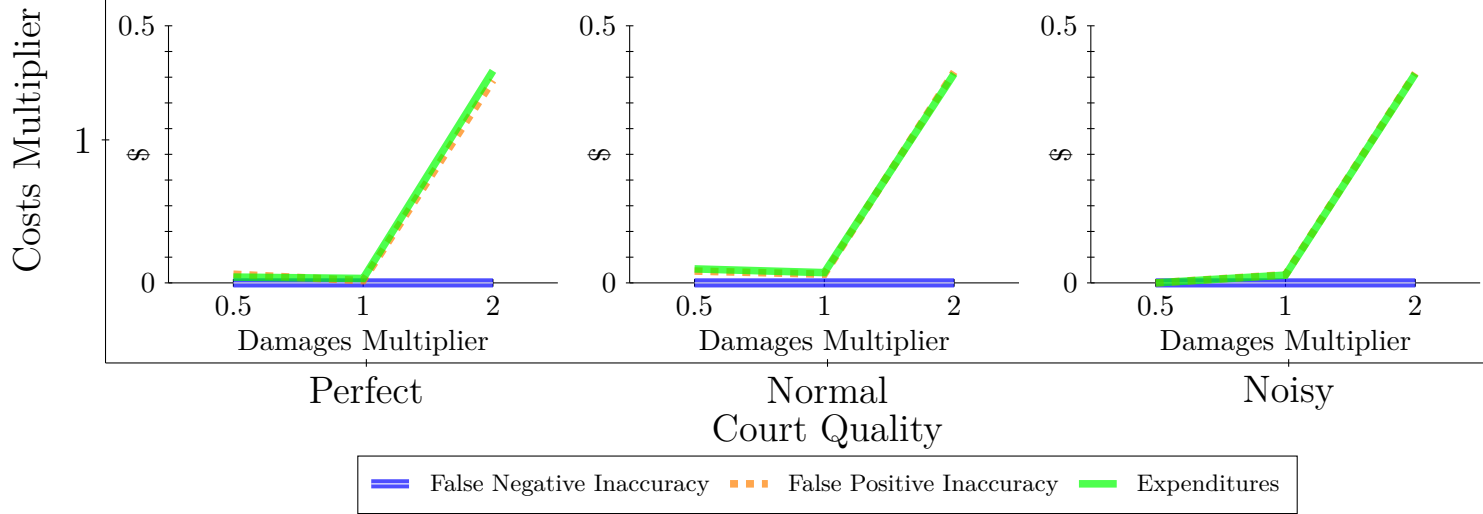 Costs Multiplier
1
0.5
$
0
0.5 1 2
Damages Multiplier
0.5
$
0
0.5 1 2
Damages Multiplier
0.5
$
0
0.5 1 2
Damages Multiplier
Perfect Normal Noisy
Court Quality
False Negative Inaccuracy False Positive Inaccuracy Expenditures